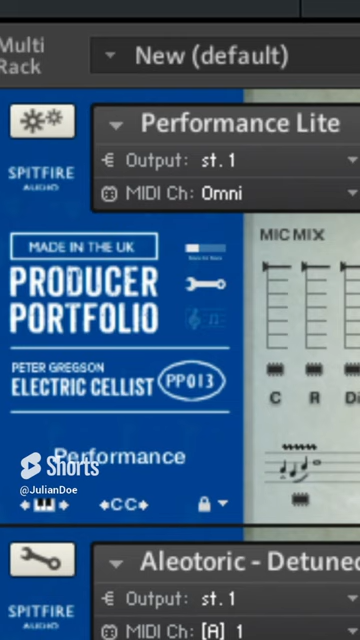 Multi
Rack
New (default)
Performance Lite
Output: st. 1
MIDI Ch: Omni
SPITFIRE
AUDIO
MADE IN THE UK
PRODUCER
PORTFOLIO
PETER GREGSON
ELECTRIC CELLIST
PP013
MIC MIX
C R Di
Performance
Shorts
@JulianDoe
CC
Aleotoric - Detuned
SPITFIRE
AUDIO
Output: st. 1
MIDI Ch: [A] 1